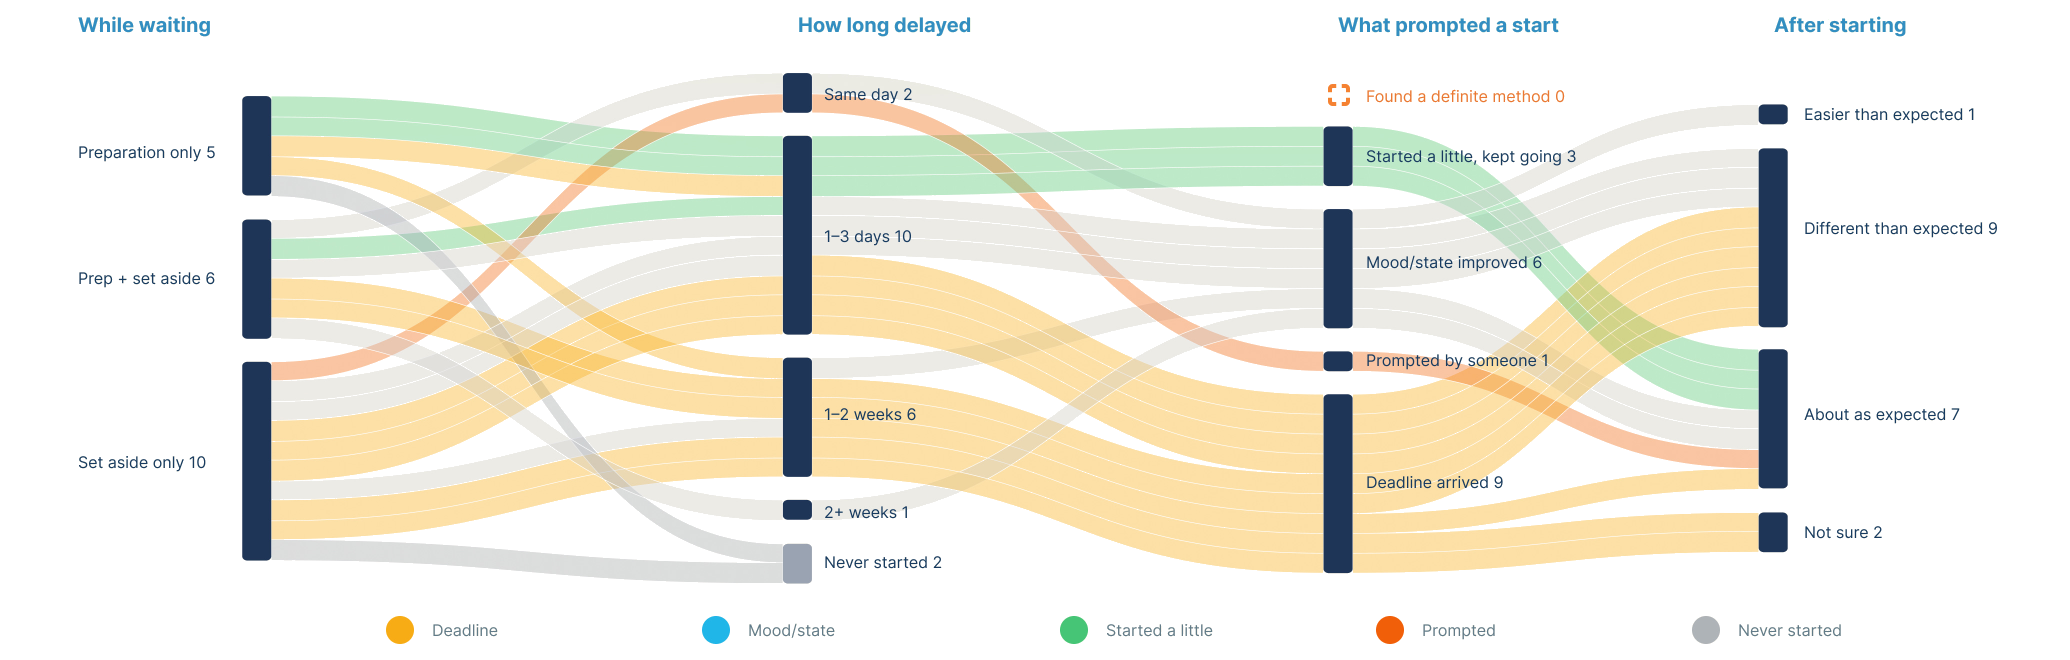 While waiting
How long delayed
What prompted a start
After starting
Preparation only 5
Prep + set aside 6
Set aside only 10
Same day 2
1–3 days 10
1–2 weeks 6
2+ weeks 1
Never started 2
Found a definite method 0
Started a little, kept going 3
Mood/state improved 6
Prompted by someone 1
Deadline arrived 9
Easier than expected 1
Different than expected 9
About as expected 7
Not sure 2
Deadline
Mood/state
Started a little
Prompted
Never started